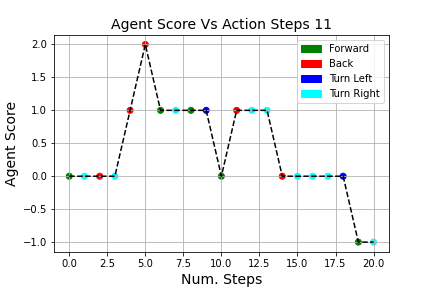 Agent Score Vs Action Steps 11
Forward
Back
Turn Left
Turn Right
Agent Score
2.0
1.5
1.0
0.5
0.0
−0.5
−1.0
0.0 2.5 5.0 7.5 10.0 12.5 15.0 17.5 20.0
Num. Steps